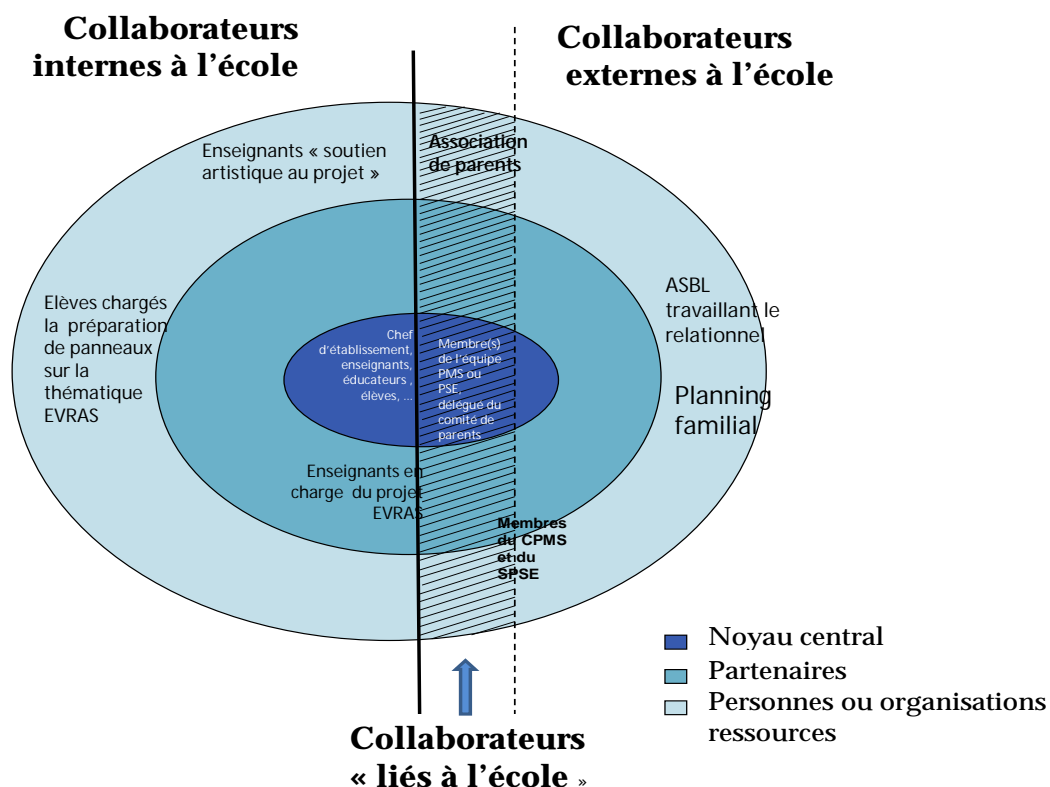 Collaborateurs
internes à l’école
Collaborateurs
externes à l’école
Enseignants « soutien
artistique au projet »
Association
de parents
Elèves chargés
la préparation
de panneaux
sur la
thématique
EVRAS
Chef
d’établissement,
enseignants,
éducateurs ,
élèves, ...
Membre(s)
de l’équipe
PMS ou
PSE,
délégué du
comité de
parents
ASBL
travaillant le
relationnel
Planning
familial
Enseignants en
charge du projet
EVRAS
Membres
du CPMS
et du
SPSE
Noyau central
Partenaires
Personnes ou organisations
ressources
Collaborateurs
« liés à l’école »